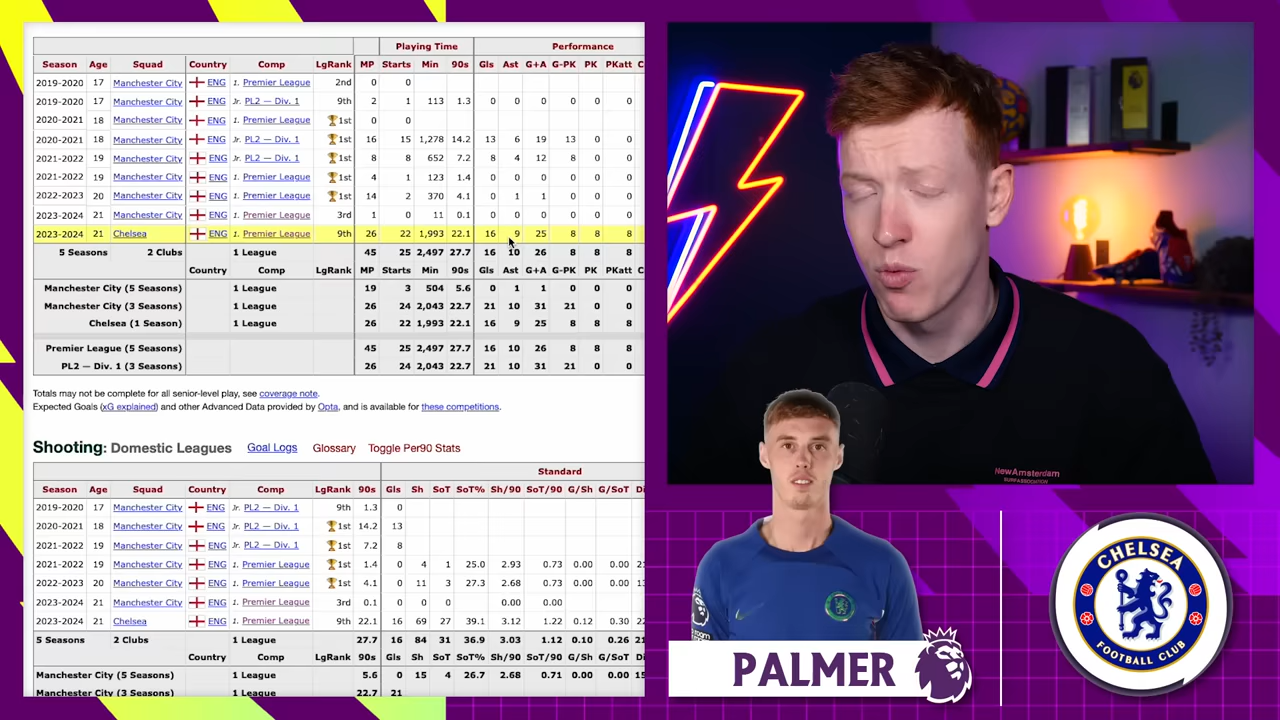 Playing Time Performance
Season Age Squad Country Comp LgRank MP Starts Min 90s Gls Ast G+A G-PK PK PKatt C
2019-2020 17 Manchester City ENG 1. Premier League 2nd 0 0
2019-2020 17 Manchester City ENG Jr. PL2 — Div. 1 9th 2 1 113 1.3 0 0 0 0 0 0
2020-2021 18 Manchester City ENG 1. Premier League 1st 0 0
2020-2021 18 Manchester City ENG Jr. PL2 — Div. 1 1st 16 15 1,278 14.2 13 6 19 13 0 0
2021-2022 19 Manchester City ENG Jr. PL2 — Div. 1 1st 8 8 652 7.2 8 4 12 8 0 0
2021-2022 19 Manchester City ENG 1. Premier League 1st 4 1 123 1.4 0 0 0 0 0 0
2022-2023 20 Manchester City ENG 1. Premier League 1st 14 2 370 4.1 0 1 1 0 0 0
2023-2024 21 Manchester City ENG 1. Premier League 3rd 1 0 11 0.1 0 0 0 0 0 0
2023-2024 21 Chelsea ENG 1. Premier League 9th 26 22 1,993 22.1 16 9 25 8 8 8
5 Seasons 2 Clubs 1 League 45 25 2,497 27.7 16 10 26 8 8 8
Country Comp LgRank MP Starts Min 90s Gls Ast G+A G-PK PK PKatt C
Manchester City (5 Seasons) 1 League 19 3 504 5.6 0 1 1 0 0 0
Manchester City (3 Seasons) 1 League 26 24 2,043 22.7 21 10 31 21 0 0
Chelsea (1 Season) 1 League 26 22 1,993 22.1 16 9 25 8 8 8
Premier League (5 Seasons) 45 25 2,497 27.7 16 10 26 8 8 8
PL2 — Div. 1 (3 Seasons) 26 24 2,043 22.7 21 10 31 21 0 0
Totals may not be complete for all senior-level play, see coverage note.
Expected Goals (xG explained) and other Advanced Data provided by Opta, and is available for these competitions.
Shooting: Domestic Leagues Goal Logs Glossary Toggle Per90 Stats
Standard
Season Age Squad Country Comp LgRank 90s Gls Sh SoT SoT% Sh/90 SoT/90 G/Sh G/SoT Di
2019-2020 17 Manchester City ENG Jr. PL2 — Div. 1 9th 1.3 0
2020-2021 18 Manchester City ENG Jr. PL2 — Div. 1 1st 14.2 13
2021-2022 19 Manchester City ENG Jr. PL2 — Div. 1 1st 7.2 8
2021-2022 19 Manchester City ENG 1. Premier League 1st 1.4 0 4 1 25.0 2.93 0.73 0.00 0.00 2
2022-2023 20 Manchester City ENG 1. Premier League 1st 4.1 0 11 3 27.3 2.68 0.73 0.00 0.00 1
2023-2024 21 Manchester City ENG 1. Premier League 3rd 0.1 0 0 0 0.00 0.00
2023-2024 21 Chelsea ENG 1. Premier League 9th 22.1 16 69 27 39.1 3.12 1.22 0.12 0.30 2
5 Seasons 2 Clubs 1 League 27.7 16 84 31 36.9 3.03 1.12 0.10 0.26 2
Country Comp LgRank 90s Gls Sh SoT SoT% Sh/90 SoT/90 G/Sh G/SoT Di
Manchester City (5 Seasons) 1 League 5.6 0 15 4 26.7 2.68 0.71 0.00 0.00 1
Manchester City (3 Seasons) 1 League 22.7 21
NewAmsterdam
SURFASSOCIATION
PALMER
CHELSEA
FOOTBALL CLUB